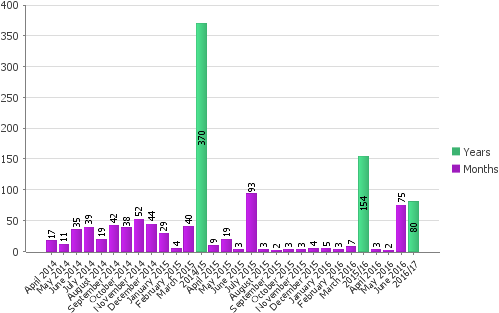 400
350
300
250
200
150
100
50
0
17
11
35
39
19
42
38
52
44
29
4
40
370
9
19
3
93
3
2
3
3
4
5
3
7
154
3
2
75
80
April 2014
May 2014
June 2014
July 2014
August 2014
September 2014
October 2014
November 2014
December 2014
January 2015
February 2015
March 2015
2014/15
April 2015
May 2015
June 2015
July 2015
August 2015
September 2015
October 2015
November 2015
December 2015
January 2016
February 2016
March 2016
2015/16
April 2016
May 2016
June 2016
2016/17
Years
Months